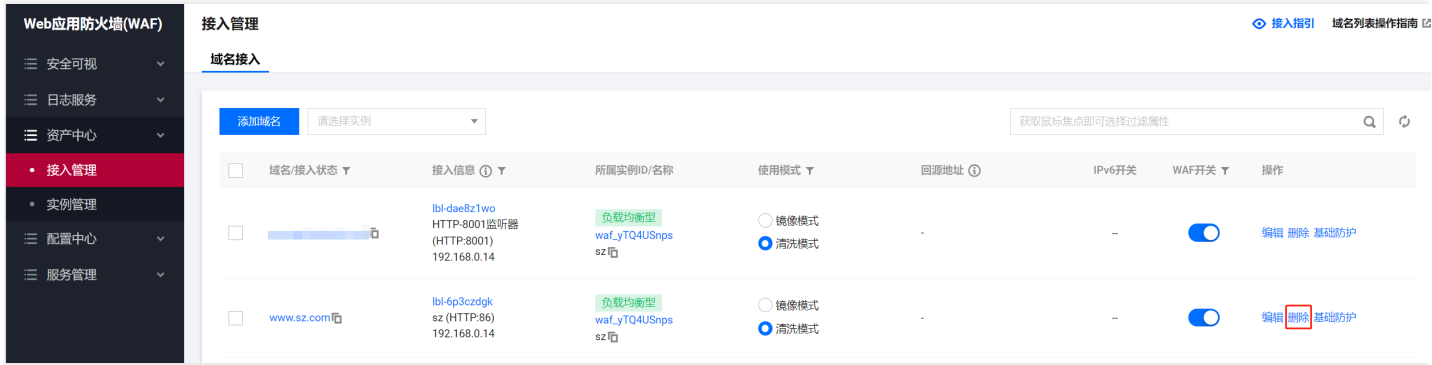 Web应用防火墙(WAF)
安全可视
日志服务
资产中心
接入管理
实例管理
配置中心
服务管理
接入管理
接入指引 域名列表操作指南
域名接入
添加域名 请选择实例 获取鼠标焦点即可选择过滤属性
域名/接入状态 接入信息 所属实例ID/名称 使用模式 回源地址 IPv6开关 WAF开关 操作
lbl-dae8z1wo
HTTP-8001监听器
(HTTP:8001)
192.168.0.14
负载均衡型
waf_yTQ4USnps
sz
镜像模式
清洗模式
-
--
编辑 删除 基础防护
www.sz.com
lbl-6p3czdgk
sz (HTTP:86)
192.168.0.14
负载均衡型
waf_yTQ4USnps
sz
镜像模式
清洗模式
-
--
编辑 删除 基础防护